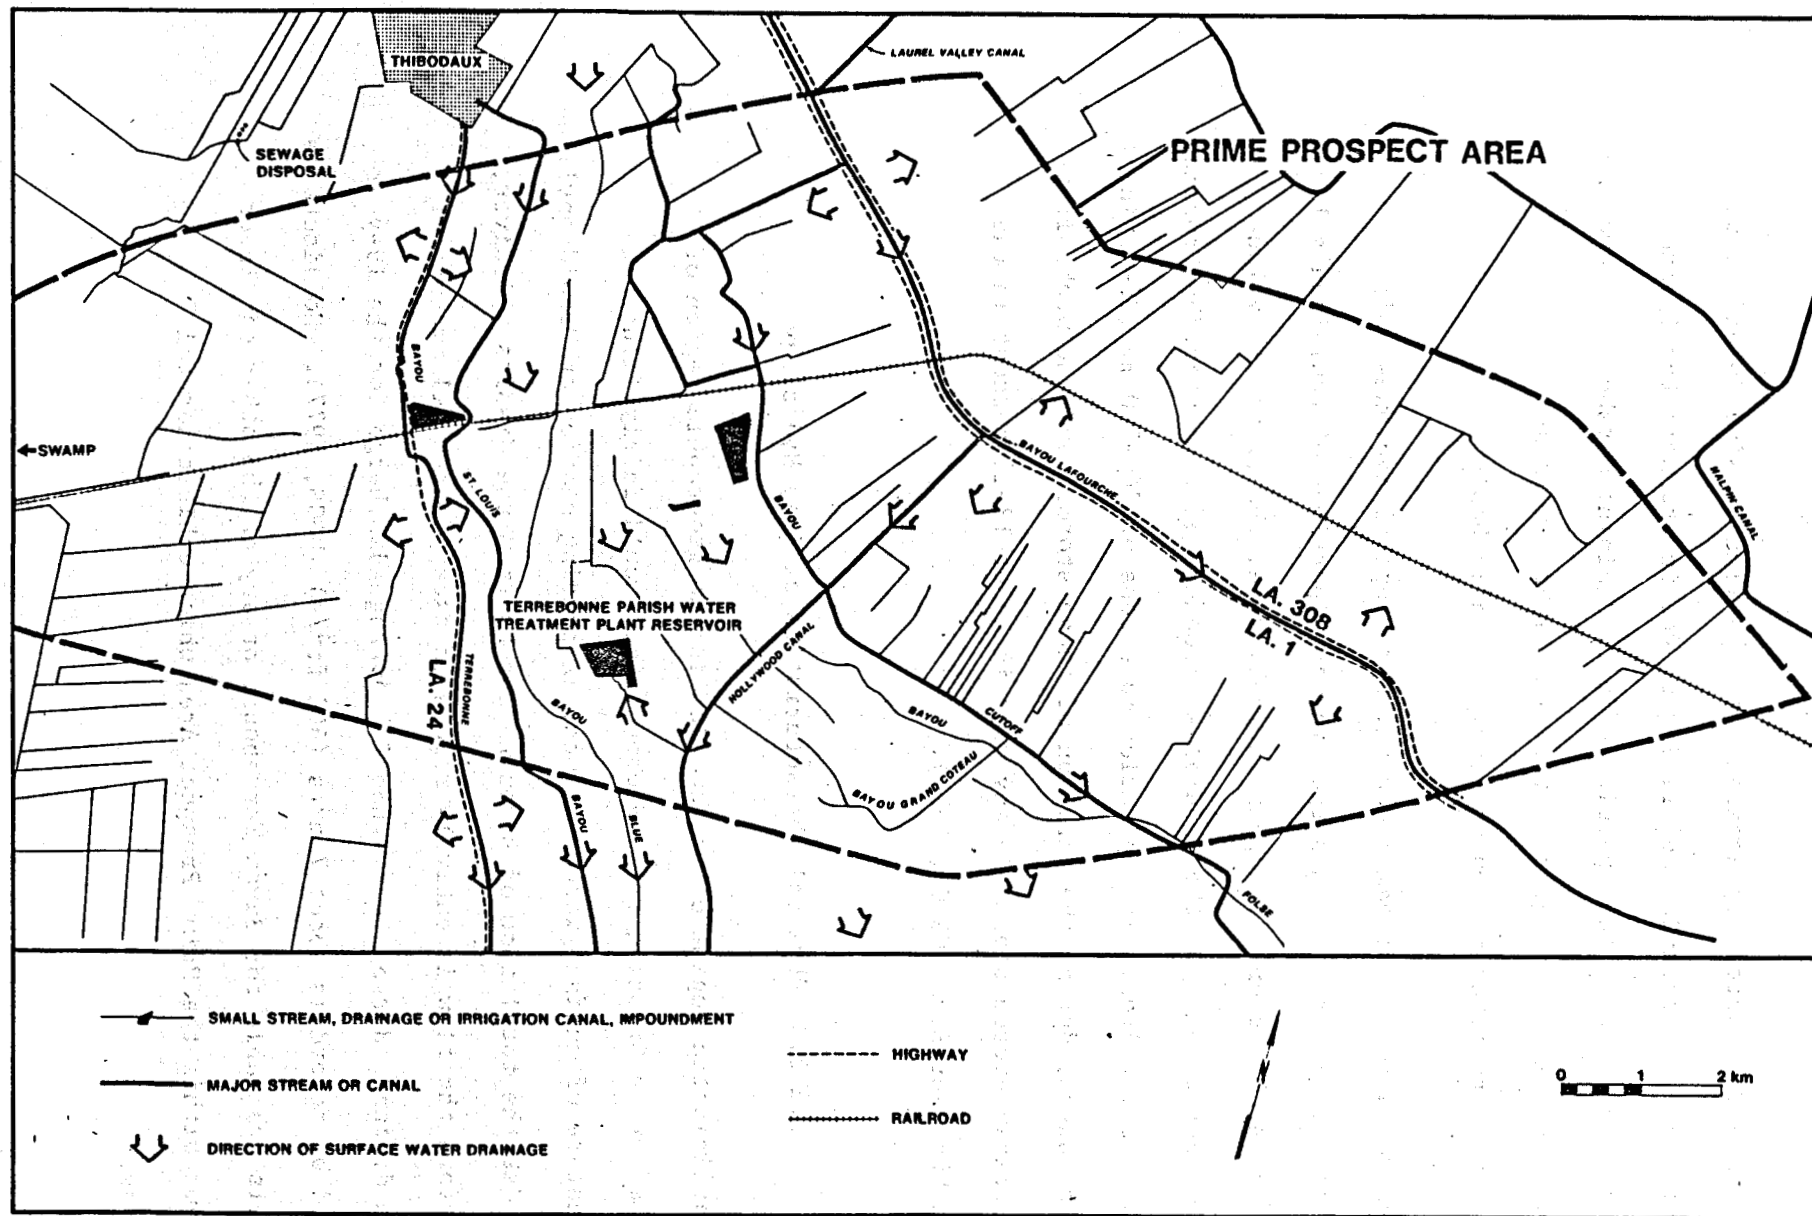 THIBODAUX
LAUREL VALLEY CANAL
PRIME PROSPECT AREA
SEWAGE
DISPOSAL
BAYOU
SWAMP
ST. LOUIS
BAYOU
BAYOU LAFOURCHE
HALPIN CANAL
TERREBONNE PARISH WATER
TREATMENT PLANT RESERVOIR
LA. 308
LA. 1
HOLLYWOOD CANAL
LA. 24
TERREBONNE
BAYOU
BAYOU
CUTOFF
BAYOU GRAND COTEAU
BAYOU
BLUE
FOLSE
SMALL STREAM, DRAINAGE OR IRRIGATION CANAL, IMPOUNDMENT
HIGHWAY
MAJOR STREAM OR CANAL
RAILROAD
DIRECTION OF SURFACE WATER DRAINAGE
N
0 1 2 km